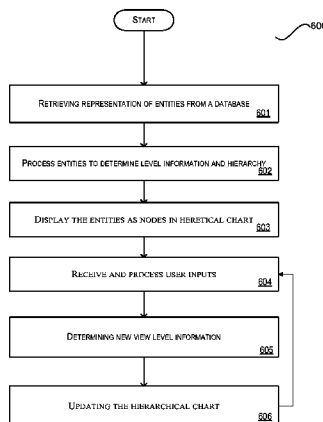 START
600
RETRIEVING REPRESENTATION OF ENTITIES FROM A DATABASE
601
PROCESS ENTITIES TO DETERMINE LEVEL INFORMATION AND HIERARCHY
602
DISPLAY THE ENTITIES AS NODES IN HERETICAL CHART
603
RECEIVE AND PROCESS USER INPUTS
604
DETERMINING NEW VIEW LEVEL INFORMATION
605
UPDATING THE HIERARCHICAL CHART
606